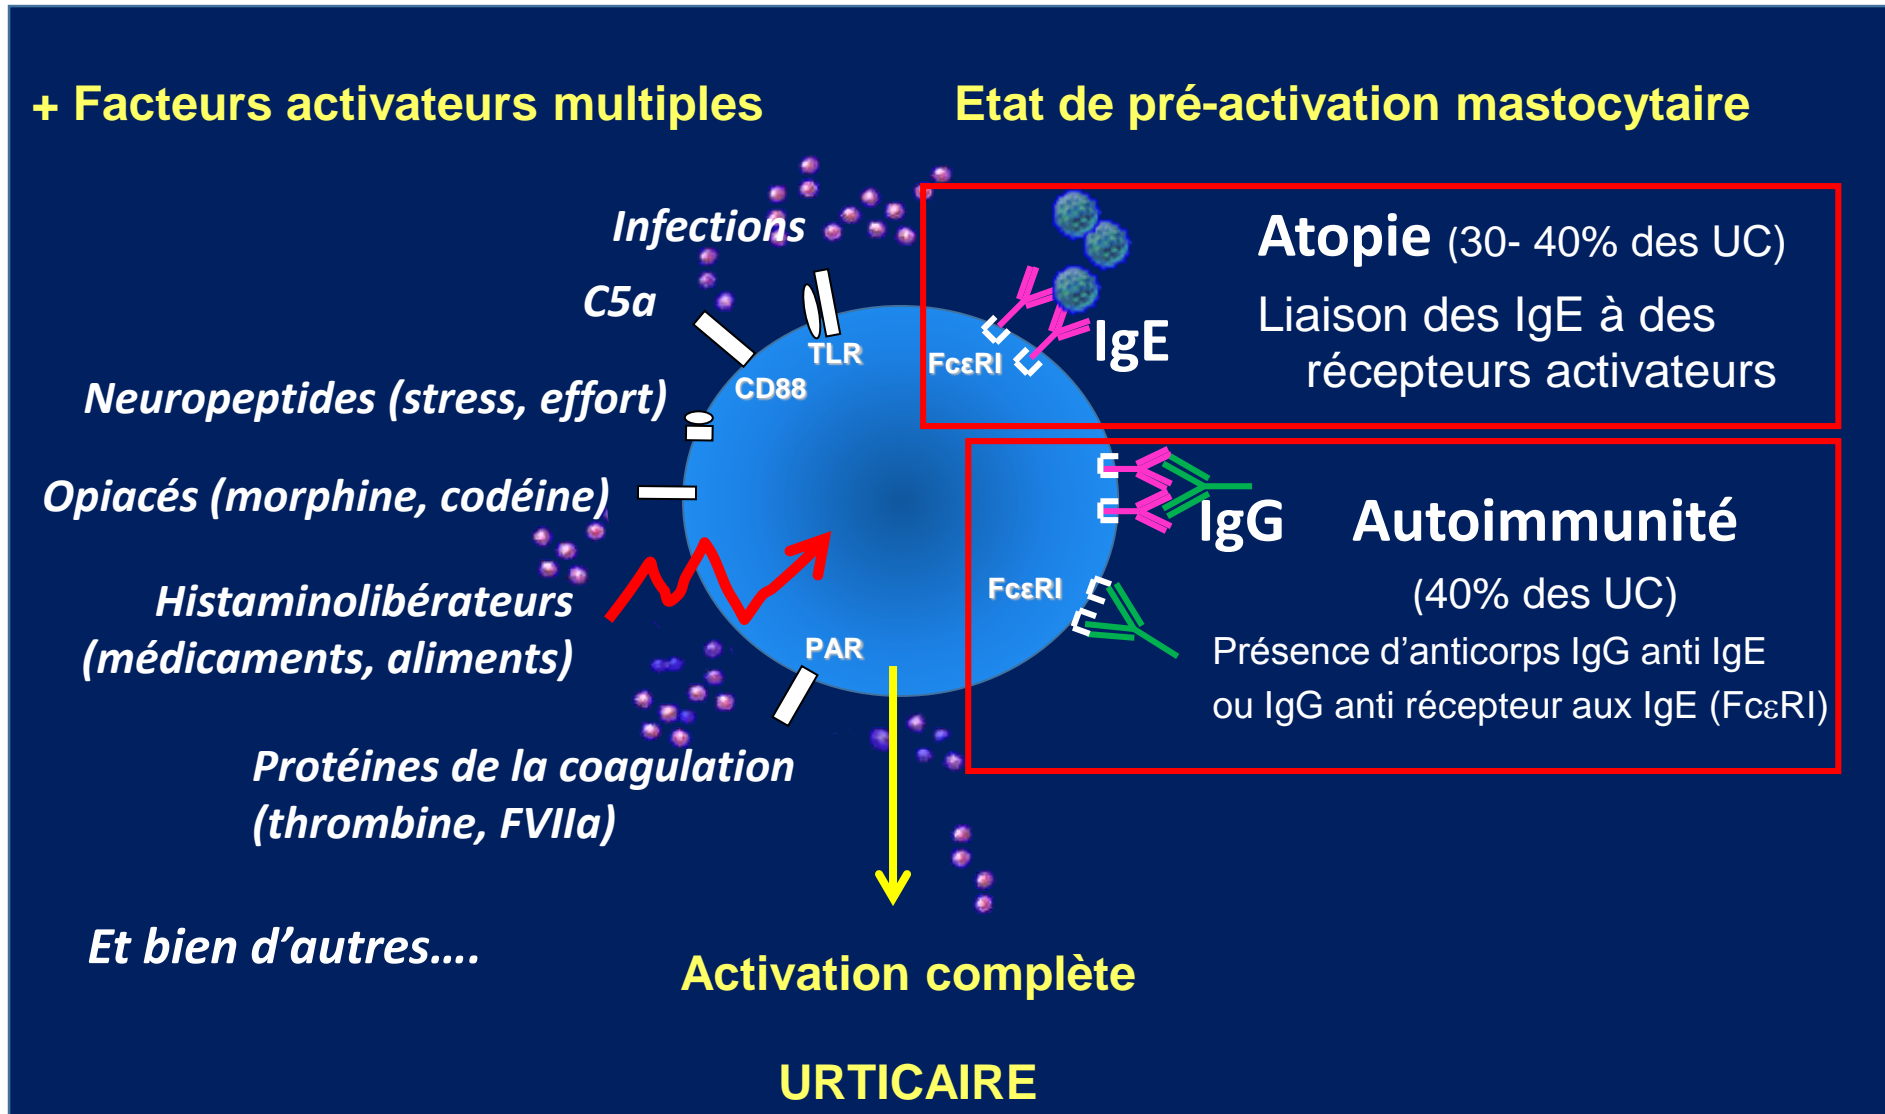 + Facteurs activateurs multiples
Etat de pré-activation mastocytaire
Infections
C5a
Neuropeptides (stress, effort)
Opiacés (morphine, codéine)
Histaminolibérateurs
(médicaments, aliments)
Protéines de la coagulation
(thrombine, FVIIa)
Et bien d’autres….
TLR
CD88
FcεRI
PAR
IgE
Atopie (30- 40% des UC)
Liaison des IgE à des
récepteurs activateurs
IgG
Autoimmunité
FcεRI
(40% des UC)
Présence d’anticorps IgG anti IgE
ou IgG anti récepteur aux IgE (FcεRI)
Activation complète
URTICAIRE